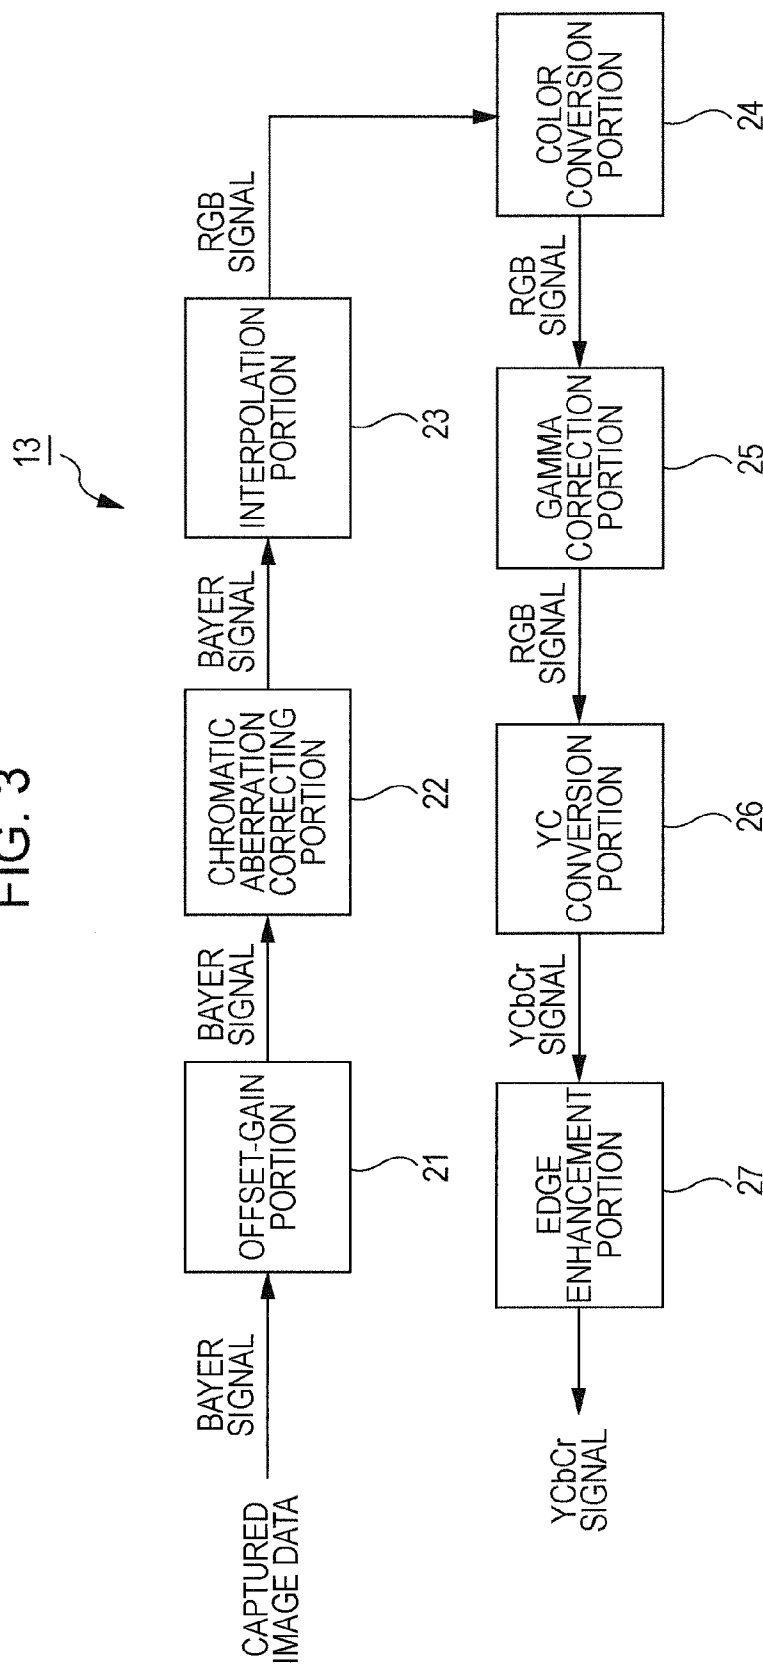 FIG. 3
13
CAPTURED
IMAGE DATA
BAYER
SIGNAL
OFFSET-GAIN
PORTION
21
BAYER
SIGNAL
CHROMATIC
ABERRATION
CORRECTING
PORTION
22
BAYER
SIGNAL
INTERPOLATION
PORTION
23
RGB
SIGNAL
COLOR
CONVERSION
PORTION
24
RGB
SIGNAL
GAMMA
CORRECTION
PORTION
25
RGB
SIGNAL
YC
CONVERSION
PORTION
26
YCbCr
SIGNAL
EDGE
ENHANCEMENT
PORTION
27
YCbCr
SIGNAL